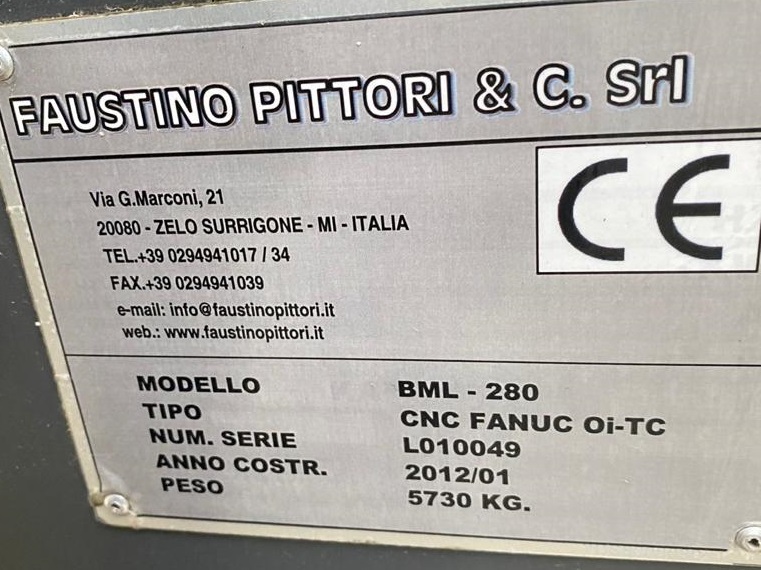 FAUSTINO PITTORI & C. Srl
Via G.Marconi, 21
20080 - ZELO SURRIGONE - MI - ITALIA
TEL.+39 0294941017 / 34
FAX.+39 0294941039
e-mail: info@faustinopittori.it
web.: www.faustinopittori.it
CE
MODELLO BML - 280
TIPO CNC FANUC Oi-TC
NUM. SERIE L010049
ANNO COSTR. 2012/01
PESO 5730 KG.